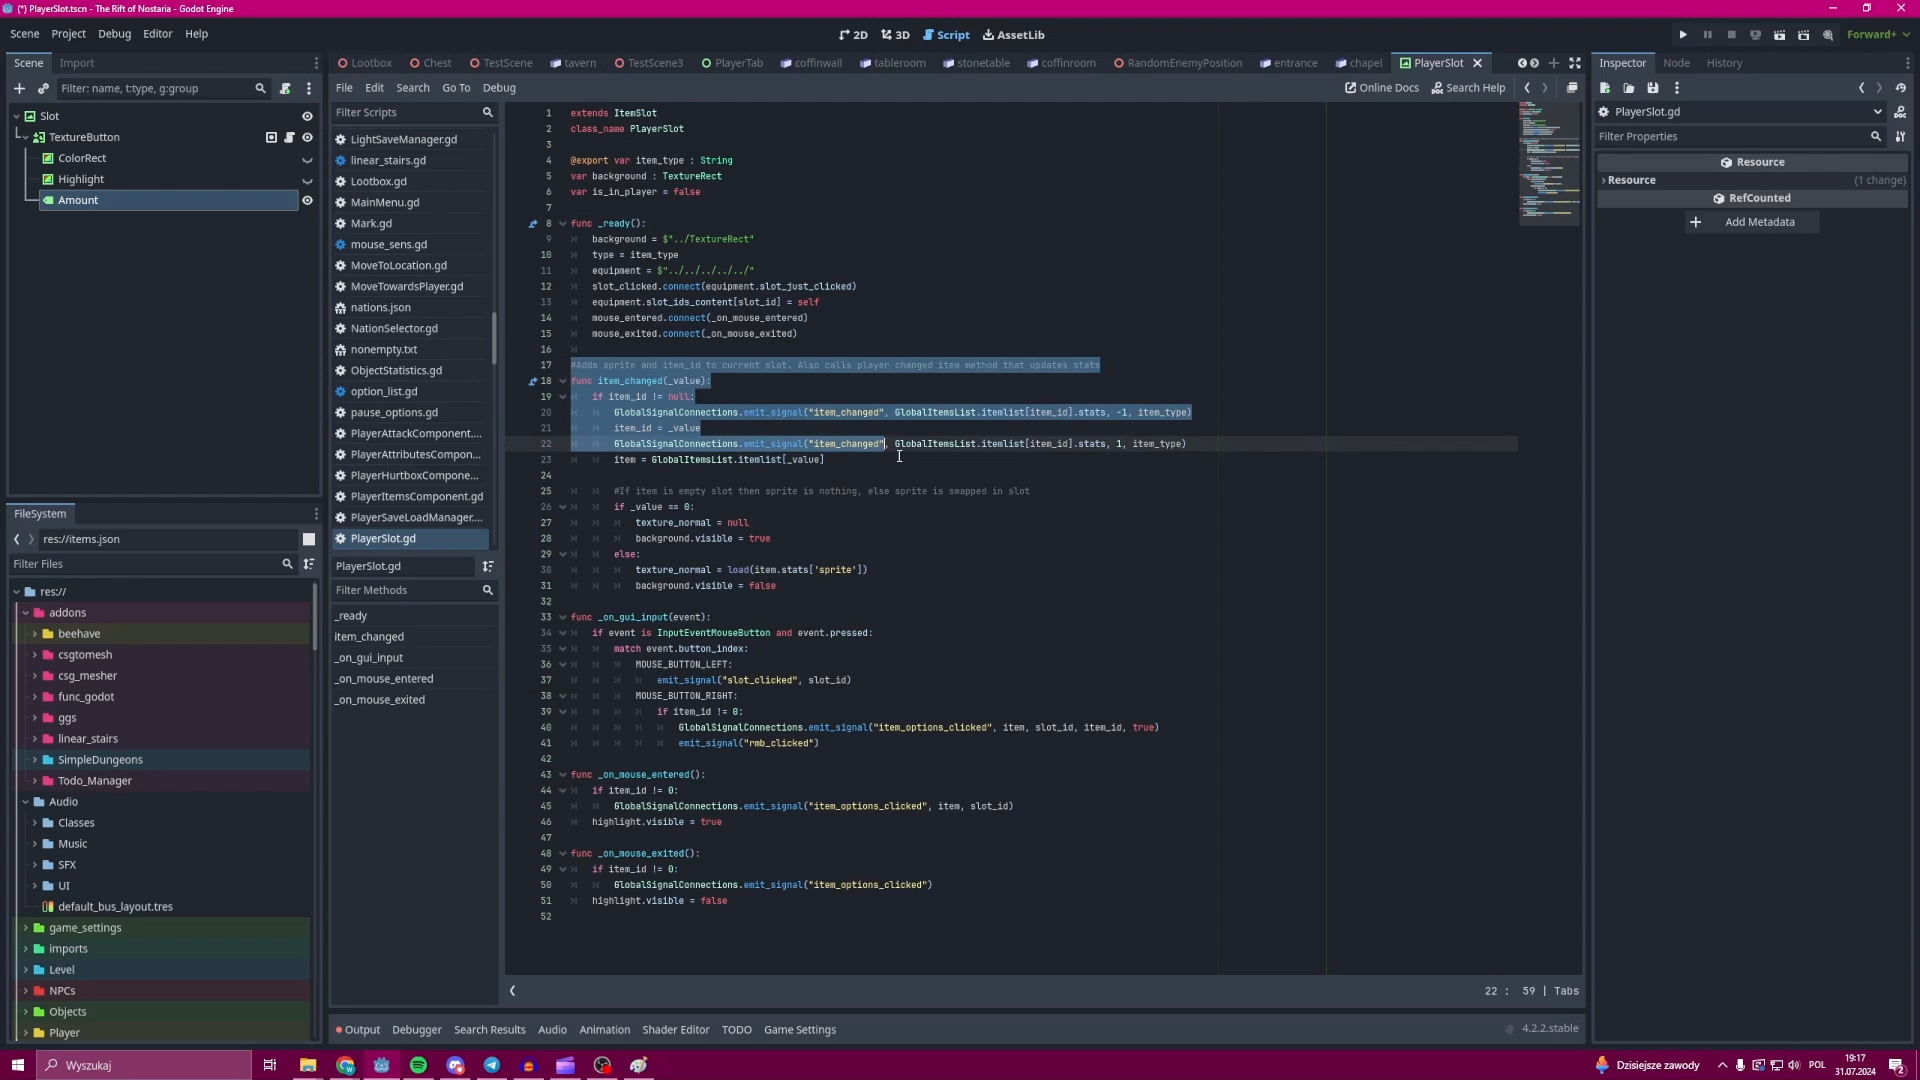 (*) PlayerSlot.tscn - The Rift of Nostaria - Godot Engine
Scene Project Debug Editor Help
2D 3D Script AssetLib
Forward+
Scene Import
Filter: name, t:type, g:group
Slot
TextureButton
ColorRect
Highlight
Amount
FileSystem
res://items.json
Filter Files
res://
addons
beehave
csgtomesh
csg_mesher
func_godot
ggs
linear_stairs
SimpleDungeons
Todo_Manager
Audio
Classes
Music
SFX
UI
default_bus_layout.tres
game_settings
imports
Level
NPCs
Objects
Player
Lootbox Chest TestScene tavern TestScene3 PlayerTab coffinwall tableroom stonetable coffinroom RandomEnemyPosition entrance chapel PlayerSlot
File Edit Search Go To Debug
Online Docs Search Help
Filter Scripts
LightSaveManager.gd
linear_stairs.gd
Lootbox.gd
MainMenu.gd
Mark.gd
mouse_sens.gd
MoveToLocation.gd
MoveTowardsPlayer.gd
nations.json
NationSelector.gd
nonempty.txt
ObjectStatistics.gd
option_list.gd
pause_options.gd
PlayerAttackComponent....
PlayerAttributesCompon...
PlayerHurtboxCompone...
PlayerItemsComponent.gd
PlayerSaveLoadManager....
PlayerSlot.gd
PlayerSlot.gd
Filter Methods
_ready
item_changed
_on_gui_input
_on_mouse_entered
_on_mouse_exited
1 extends ItemSlot
2 class_name PlayerSlot
3
4 @export var item_type : String
5 var background : TextureRect
6 var is_in_player = false
7
8 func _ready():
9 background = $"../TextureRect"
10 type = item_type
11 equipment = $"../../../../../"
12 slot_clicked.connect(equipment.slot_just_clicked)
13 equipment.slot_ids_content[slot_id] = self
14 mouse_entered.connect(_on_mouse_entered)
15 mouse_exited.connect(_on_mouse_exited)
16
17 #Adds sprite and item_id to current slot. Also calls player changed item method that updates stats
18 func item_changed(_value):
19 if item_id != null:
20 GlobalSignalConnections.emit_signal("item_changed", GlobalItemsList.itemlist[item_id].stats, -1, item_type)
21 item_id = _value
22 GlobalSignalConnections.emit_signal("item_changed", GlobalItemsList.itemlist[item_id].stats, 1, item_type)
23 item = GlobalItemsList.itemlist[_value]
24
25 #If item is empty slot then sprite is nothing, else sprite is swapped in slot
26 if _value == 0:
27 texture_normal = null
28 background.visible = true
29 else:
30 texture_normal = load(item.stats['sprite'])
31 background.visible = false
32
33 func _on_gui_input(event):
34 if event is InputEventMouseButton and event.pressed:
35 match event.button_index:
36 MOUSE_BUTTON_LEFT:
37 emit_signal("slot_clicked", slot_id)
38 MOUSE_BUTTON_RIGHT:
39 if item_id != 0:
40 GlobalSignalConnections.emit_signal("item_options_clicked", item, slot_id, item_id, true)
41 emit_signal("rmb_clicked")
42
43 func _on_mouse_entered():
44 if item_id != 0:
45 GlobalSignalConnections.emit_signal("item_options_clicked", item, slot_id)
46 highlight.visible = true
47
48 func _on_mouse_exited():
49 if item_id != 0:
50 GlobalSignalConnections.emit_signal("item_options_clicked")
51 highlight.visible = false
52
22 : 59 | Tabs
Output Debugger Search Results Audio Animation Shader Editor TODO Game Settings
4.2.2.stable
Inspector Node History
PlayerSlot.gd
Filter Properties
Resource
Resource (1 change)
RefCounted
Add Metadata
Wyszukaj
Dzisiejsze zawody
POL
19:17
31.07.2024
2